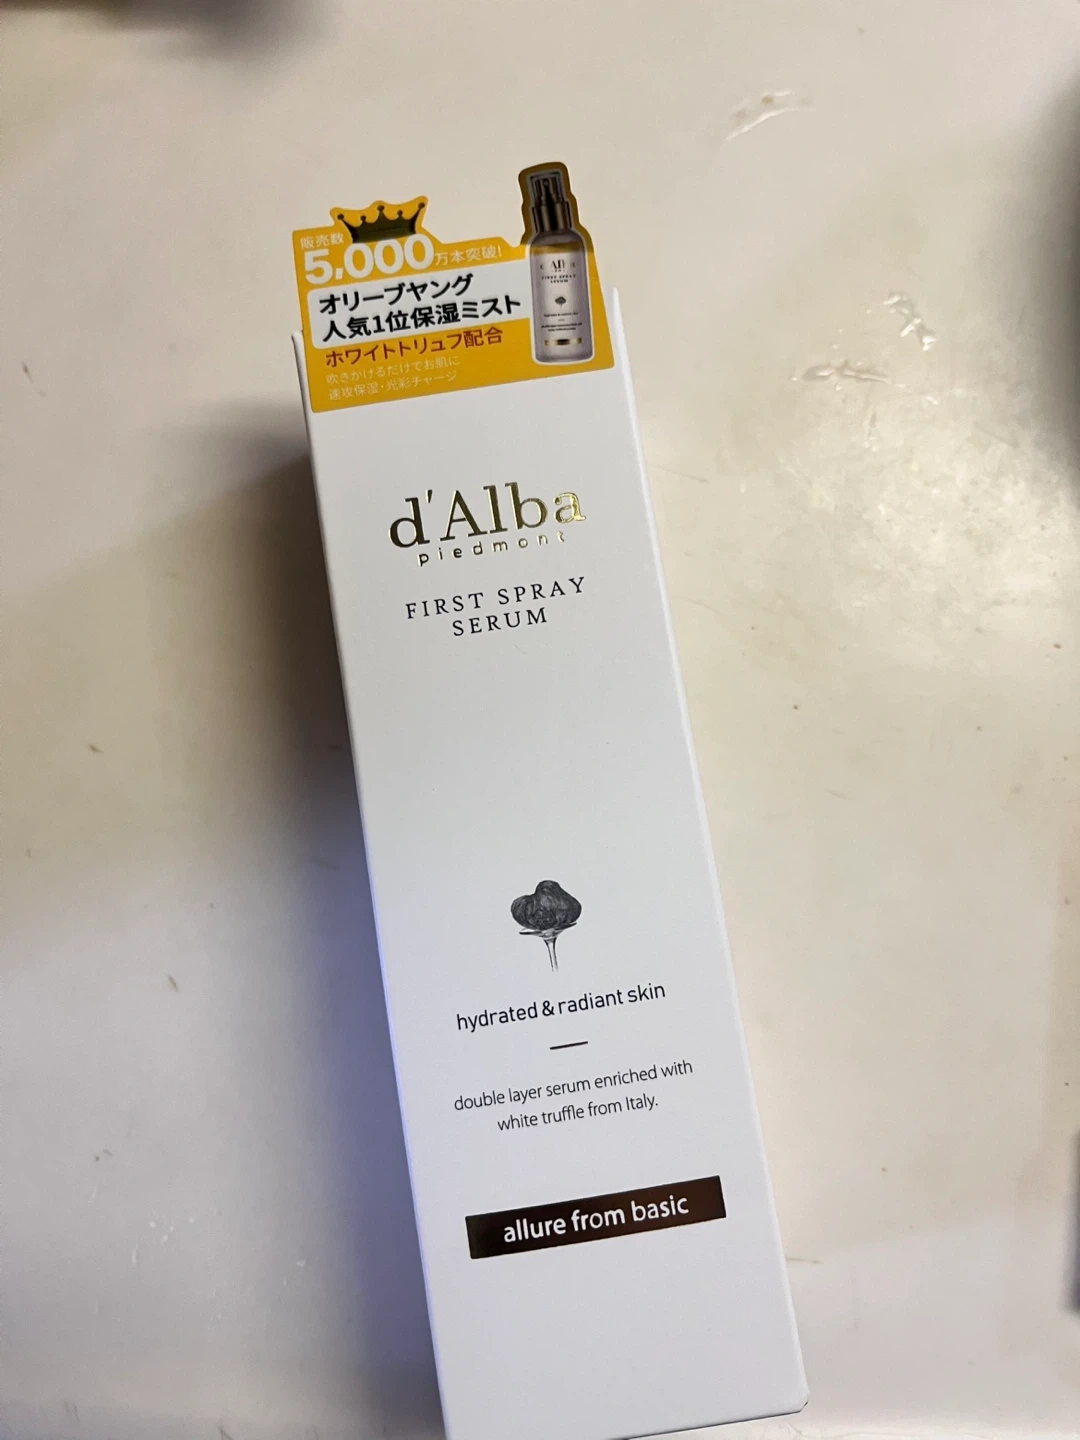 販売数
5,000万本突破!
オリーブヤング
人気1位保湿ミスト
ホワイトトリュフ配合
吹きかけるだけでお肌に
速攻保湿・光彩チャージ
d'Alba
FIRST SPRAY
SERUM
d'Alba
piedmont
FIRST SPRAY
SERUM
hydrated & radiant skin
double layer serum enriched with
white truffle from Italy.
allure from basic